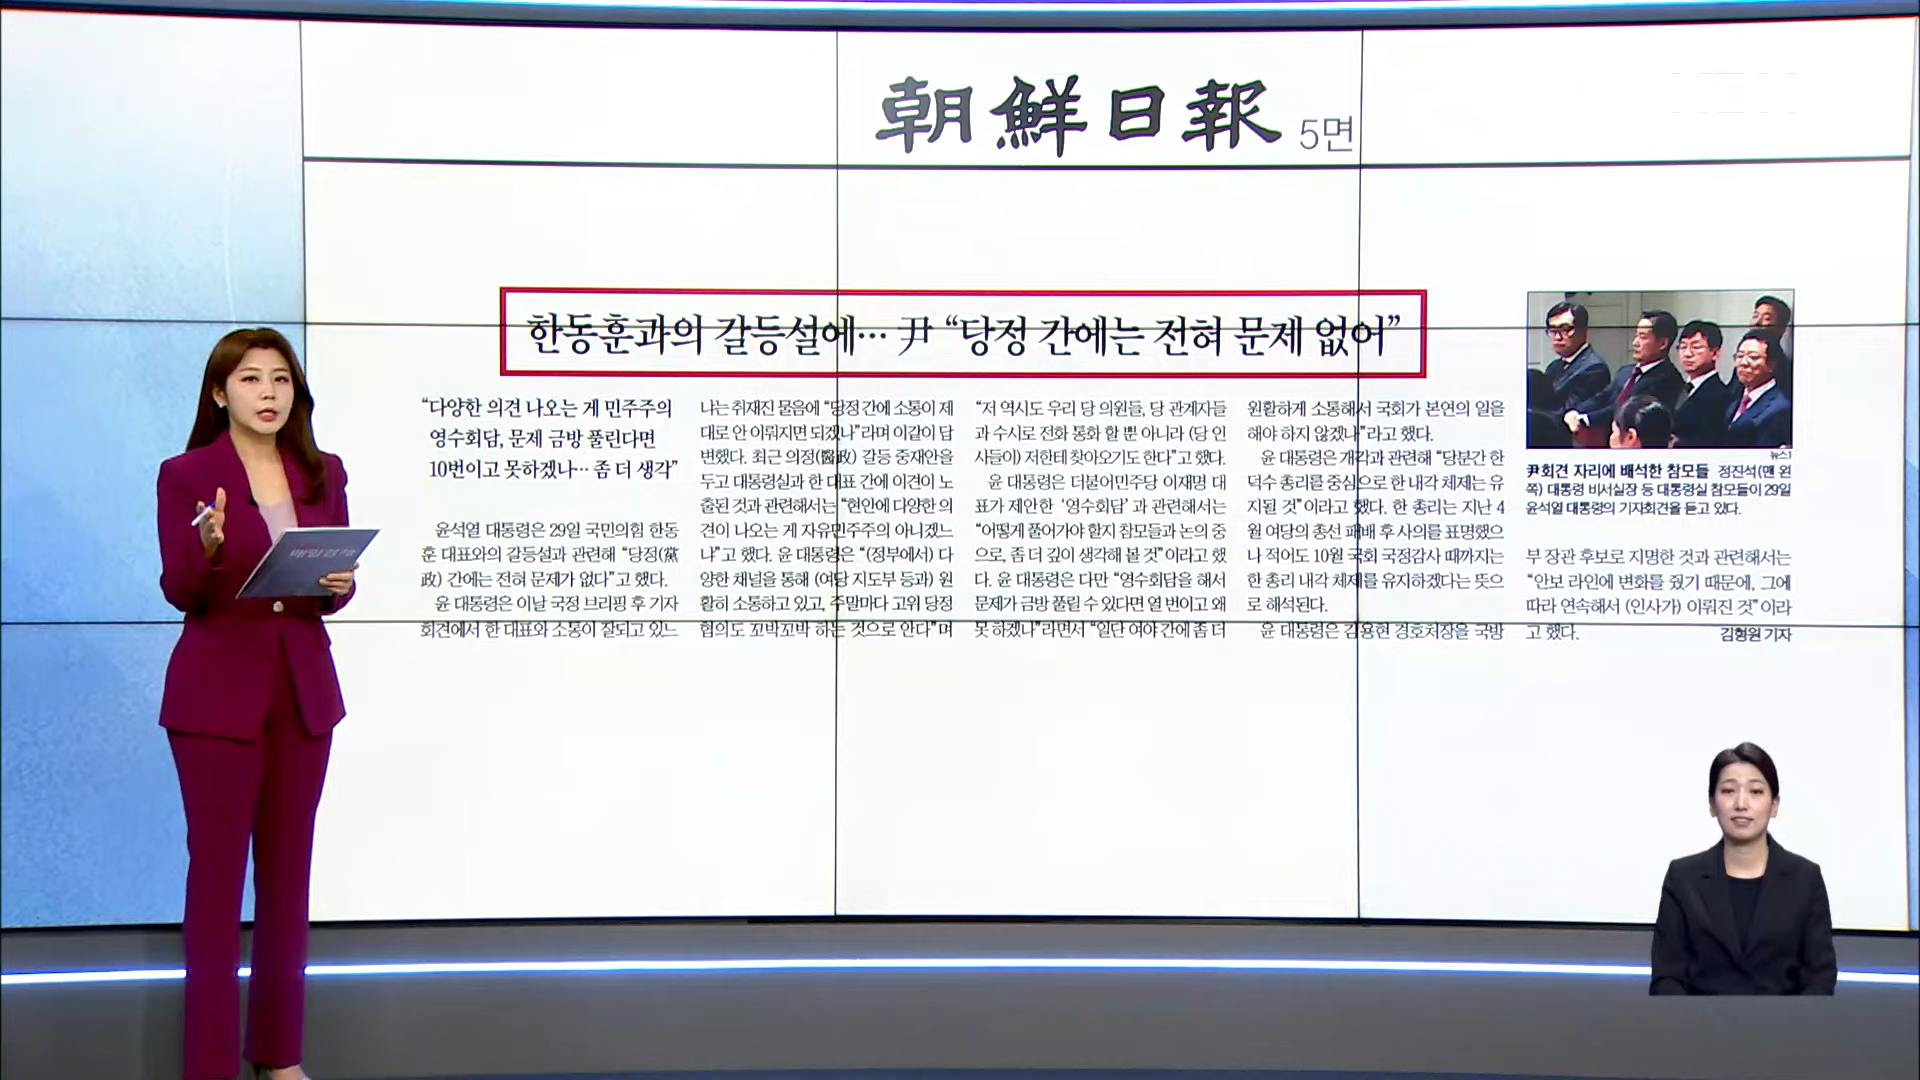 朝鮮日報 5면
한동훈과의 갈등설에… 尹 “당정 간에는 전혀 문제 없어”
“다양한 의견 나오는 게 민주주의
영수회담, 문제 금방 풀린다면
10번이고 못하겠나… 좀 더 생각”
윤석열 대통령은 29일 국민의힘 한동
훈 대표와의 갈등설과 관련해 “당정(黨
政) 간에는 전혀 문제가 없다”고 했다.
윤 대통령은 이날 국정 브리핑 후 기자
회견에서 한 대표와 소통이 잘되고 있느
냐는 취재진 물음에 “당정 간에 소통이 제
대로 안 이뤄지면 되겠나”라며 이같이 답
변했다. 최근 의정(醫政) 갈등 중재안을
두고 대통령실과 한 대표 간에 이견이 노
출된 것과 관련해서는 “현안에 다양한 의
견이 나오는 게 자유민주주의 아니겠느
냐”고 했다. 윤 대통령은 “(정부에서) 다
양한 채널을 통해 (여당 지도부 등과) 원
활히 소통하고 있고, 주말마다 고위 당정
협의도 꼬박꼬박 하는 것으로 안다”며
“저 역시도 우리 당 의원들, 당 관계자들
과 수시로 전화 통화 할 뿐 아니라 (당 인
사들이) 저한테 찾아오기도 한다”고 했다.
윤 대통령은 더불어민주당 이재명 대
표가 제안한 ‘영수회담’과 관련해서는
“어떻게 풀어가야 할지 참모들과 논의 중
으로, 좀 더 깊이 생각해 볼 것”이라고 했
다. 윤 대통령은 다만 “영수회담을 해서
문제가 금방 풀릴 수 있다면 열 번이고 왜
못 하겠나”라면서 “일단 여야 간에 좀 더
원활하게 소통해서 국회가 본연의 일을
해야 하지 않겠나”라고 했다.
윤 대통령은 개각과 관련해 “당분간 한
덕수 총리를 중심으로 한 내각 체제는 유
지될 것”이라고 했다. 한 총리는 지난 4
월 여당의 총선 패배 후 사의를 표명했으
나 적어도 10월 국회 국정감사 때까지는
한 총리 내각 체제를 유지하겠다는 뜻으
로 해석된다.
윤 대통령은 김용현 경호처장을 국방
뉴스1
尹회견 자리에 배석한 참모들 정진석(맨 왼
쪽) 대통령 비서실장 등 대통령실 참모들이 29일
윤석열 대통령의 기자회견을 듣고 있다.
부 장관 후보로 지명한 것과 관련해서는
“안보 라인에 변화를 줬기 때문에, 그에
따라 연속해서 (인사가) 이뤄진 것”이라
고 했다.
김형원 기자